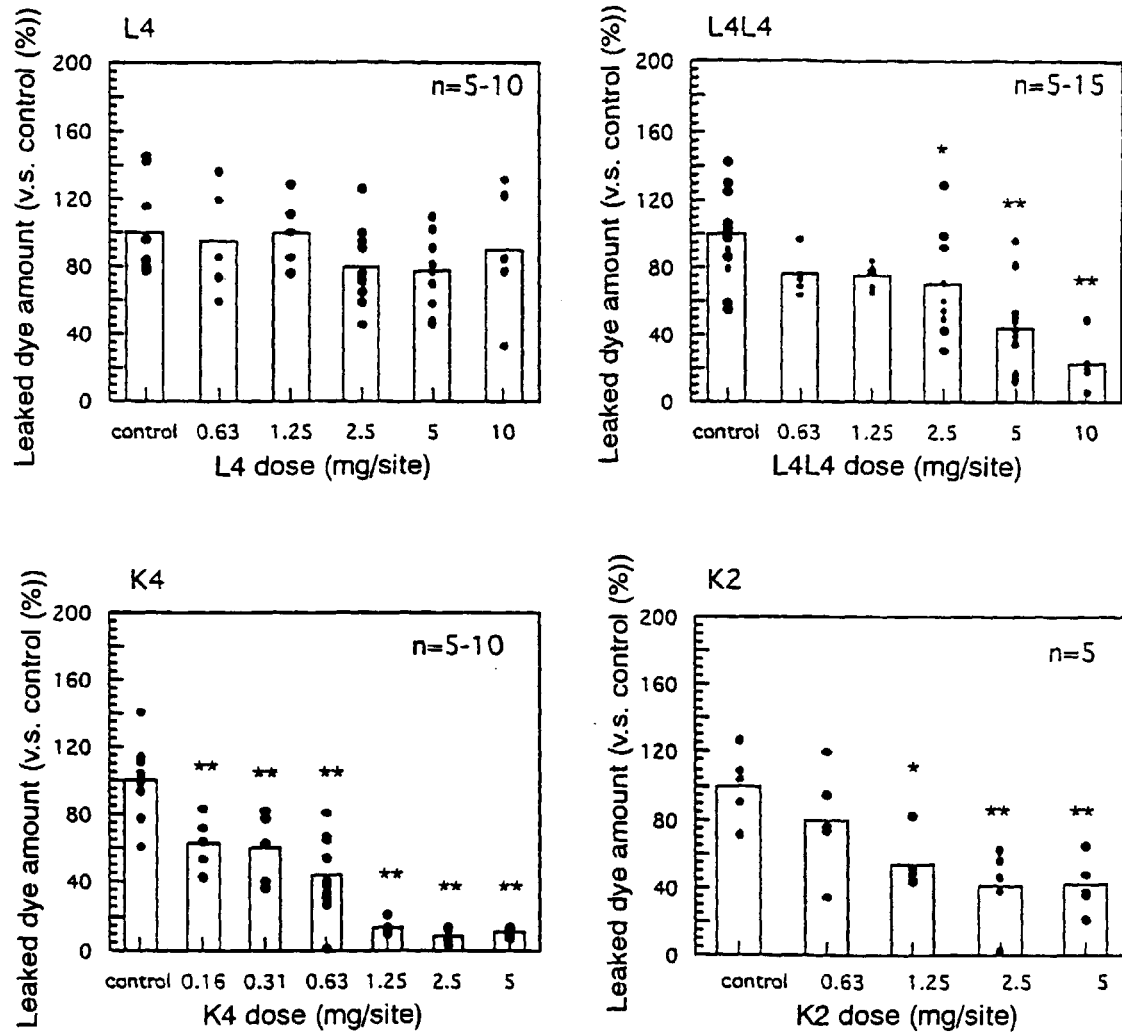 L4
n=5-10
Leaked dye amount (v.s. control (%))
200
160
120
80
40
0
control 0.63 1.25 2.5 5 10
L4 dose (mg/site)
L4L4
n=5-15
Leaked dye amount (v.s. control (%))
200
160
120
80
40
0
*
**
**
control 0.63 1.25 2.5 5 10
L4L4 dose (mg/site)
K4
n=5-10
Leaked dye amount (v.s. control (%))
200
160
120
80
40
0
** ** **
** ** **
control 0.16 0.31 0.63 1.25 2.5 5
K4 dose (mg/site)
K2
n=5
Leaked dye amount (v.s. control (%))
200
160
120
80
40
0
*
** **
control 0.63 1.25 2.5 5
K2 dose (mg/site)